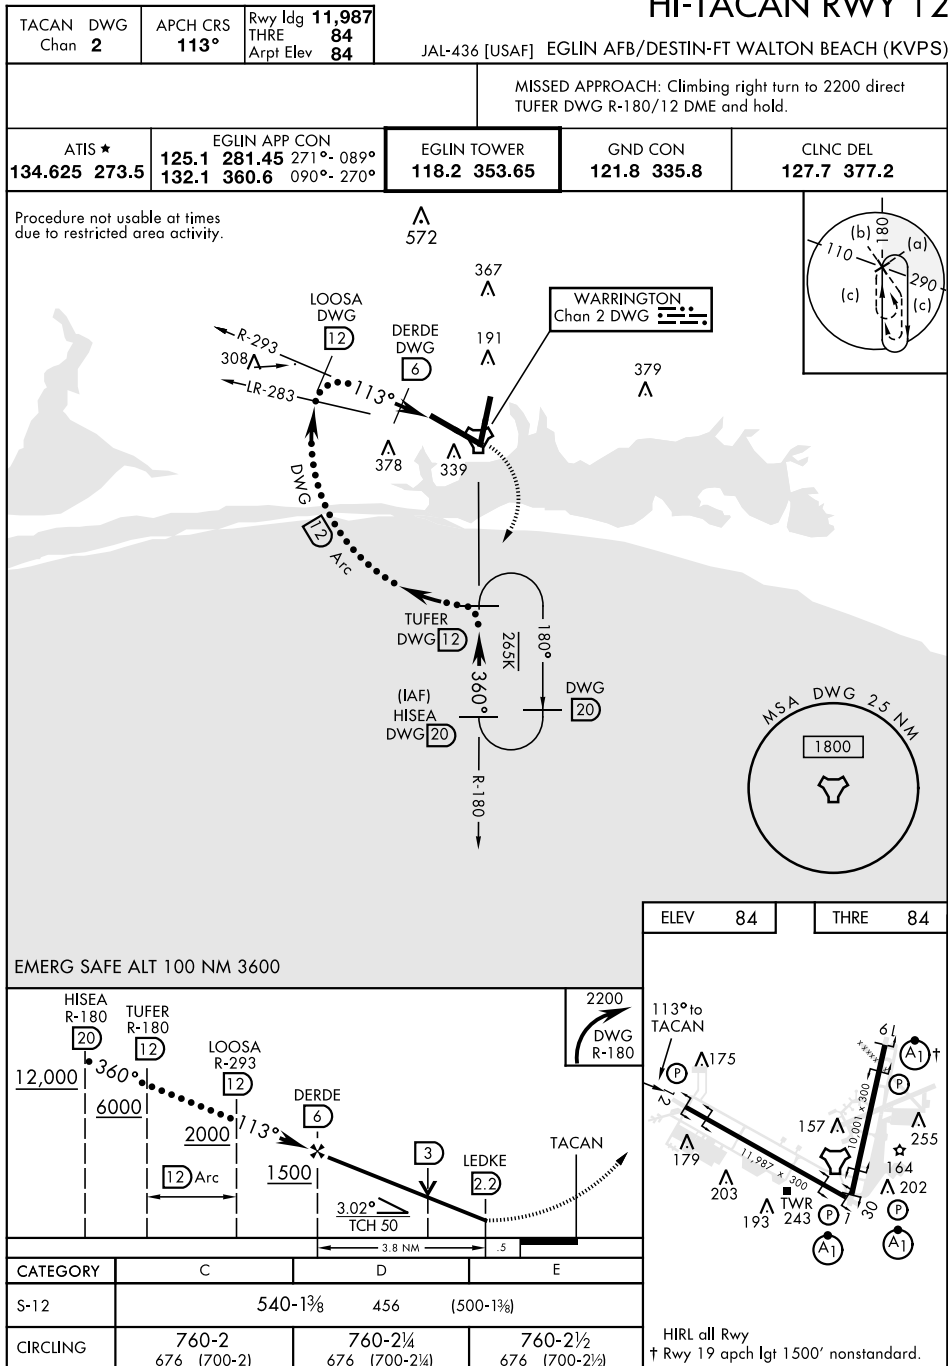 HI-TACAN RWY 12
TACAN DWG
Chan 2
APCH CRS
113°
Rwy ldg 11,987
THRE 84
Arpt Elev 84
JAL-436 [USAF] EGLIN AFB/DESTIN-FT WALTON BEACH (KVPS)
MISSED APPROACH: Climbing right turn to 2200 direct
TUFER DWG R-180/12 DME and hold.
ATIS ★
134.625 273.5
EGLIN APP CON
125.1 281.45 271°- 089°
132.1 360.6 090°- 270°
EGLIN TOWER
118.2 353.65
GND CON
121.8 335.8
CLNC DEL
127.7 377.2
Procedure not usable at times
due to restricted area activity.
572
367
191
379
308
378
339
(b)
180
(a)
110
290
(c)
(c)
WARRINGTON
Chan 2 DWG
LOOSA
DWG
12
DERDE
DWG
6
R-293
LR-283
113°
DWG
12
Arc
TUFER
DWG 12
265K
180°
360°
(IAF)
HISEA
DWG 20
DWG
20
R-180
MSA DWG 25 NM
1800
EMERG SAFE ALT 100 NM 3600
ELEV 84
THRE 84
HISEA
R-180
20
TUFER
R-180
12
LOOSA
R-293
12
DERDE
6
3
LEDKE
2.2
TACAN
2200
DWG
R-180
12,000
360°
6000
2000
113°
1500
12 Arc
3.02°
TCH 50
3.8 NM
.5
113° to
TACAN
P
175
12
19
A1 †
P
157
10,001 x 300
255
164
179
11,987 x 300
203
193
TWR
243
202
P
1
30
P
A1
A1
HIRL all Rwy
† Rwy 19 apch lgt 1500' nonstandard.
CATEGORY C D E
S-12 540-1⅜ 456 (500-1⅜)
CIRCLING
760-2
676 (700-2)
760-2¼
676 (700-2¼)
760-2½
676 (700-2½)